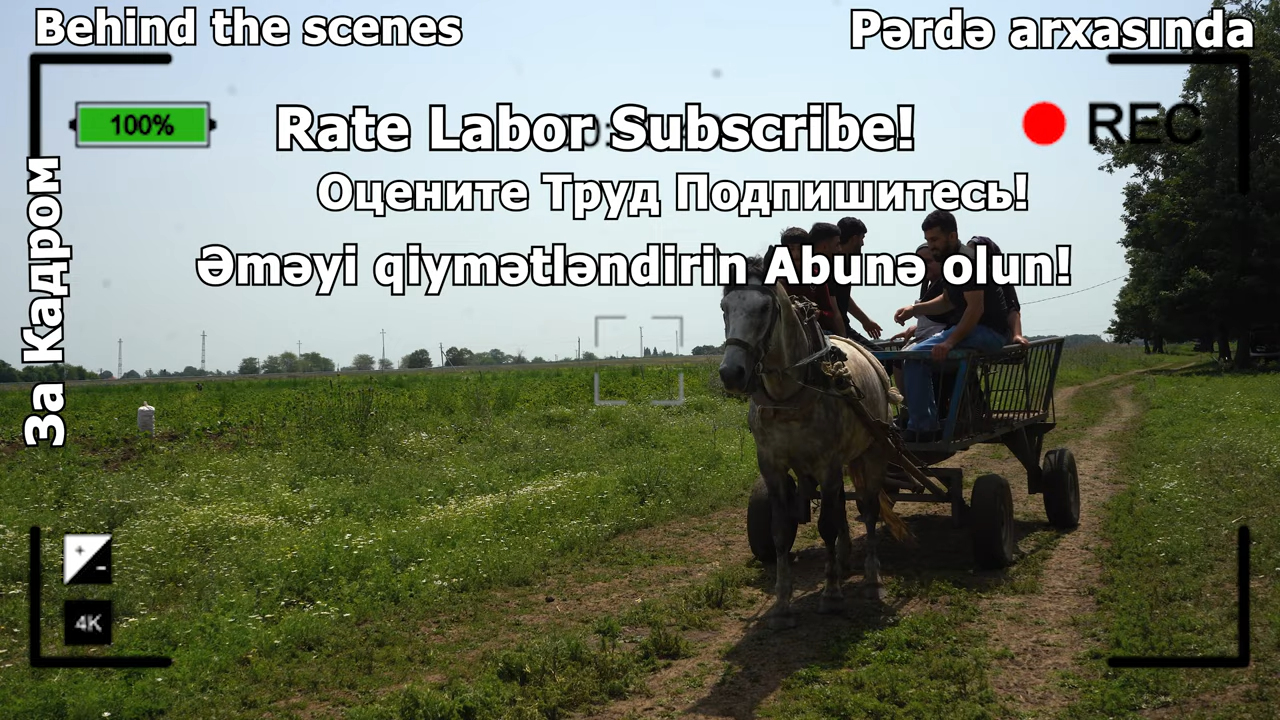 Behind the scenes
Pərdə arxasında
100%
REC
Rate Labor Subscribe!
Оцените Труд Подпишитесь!
Əməyi qiymətləndirin Abunə olun!
За Кадром
+ -
4K